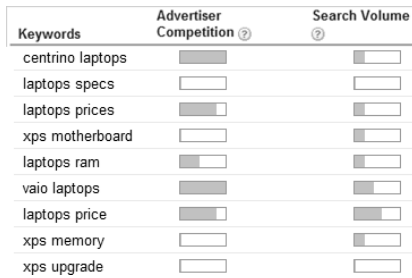 Keywords Advertiser Competition ? Search Volume ?
centrino laptops
laptops specs
laptops prices
xps motherboard
laptops ram
vaio laptops
laptops price
xps memory
xps upgrade